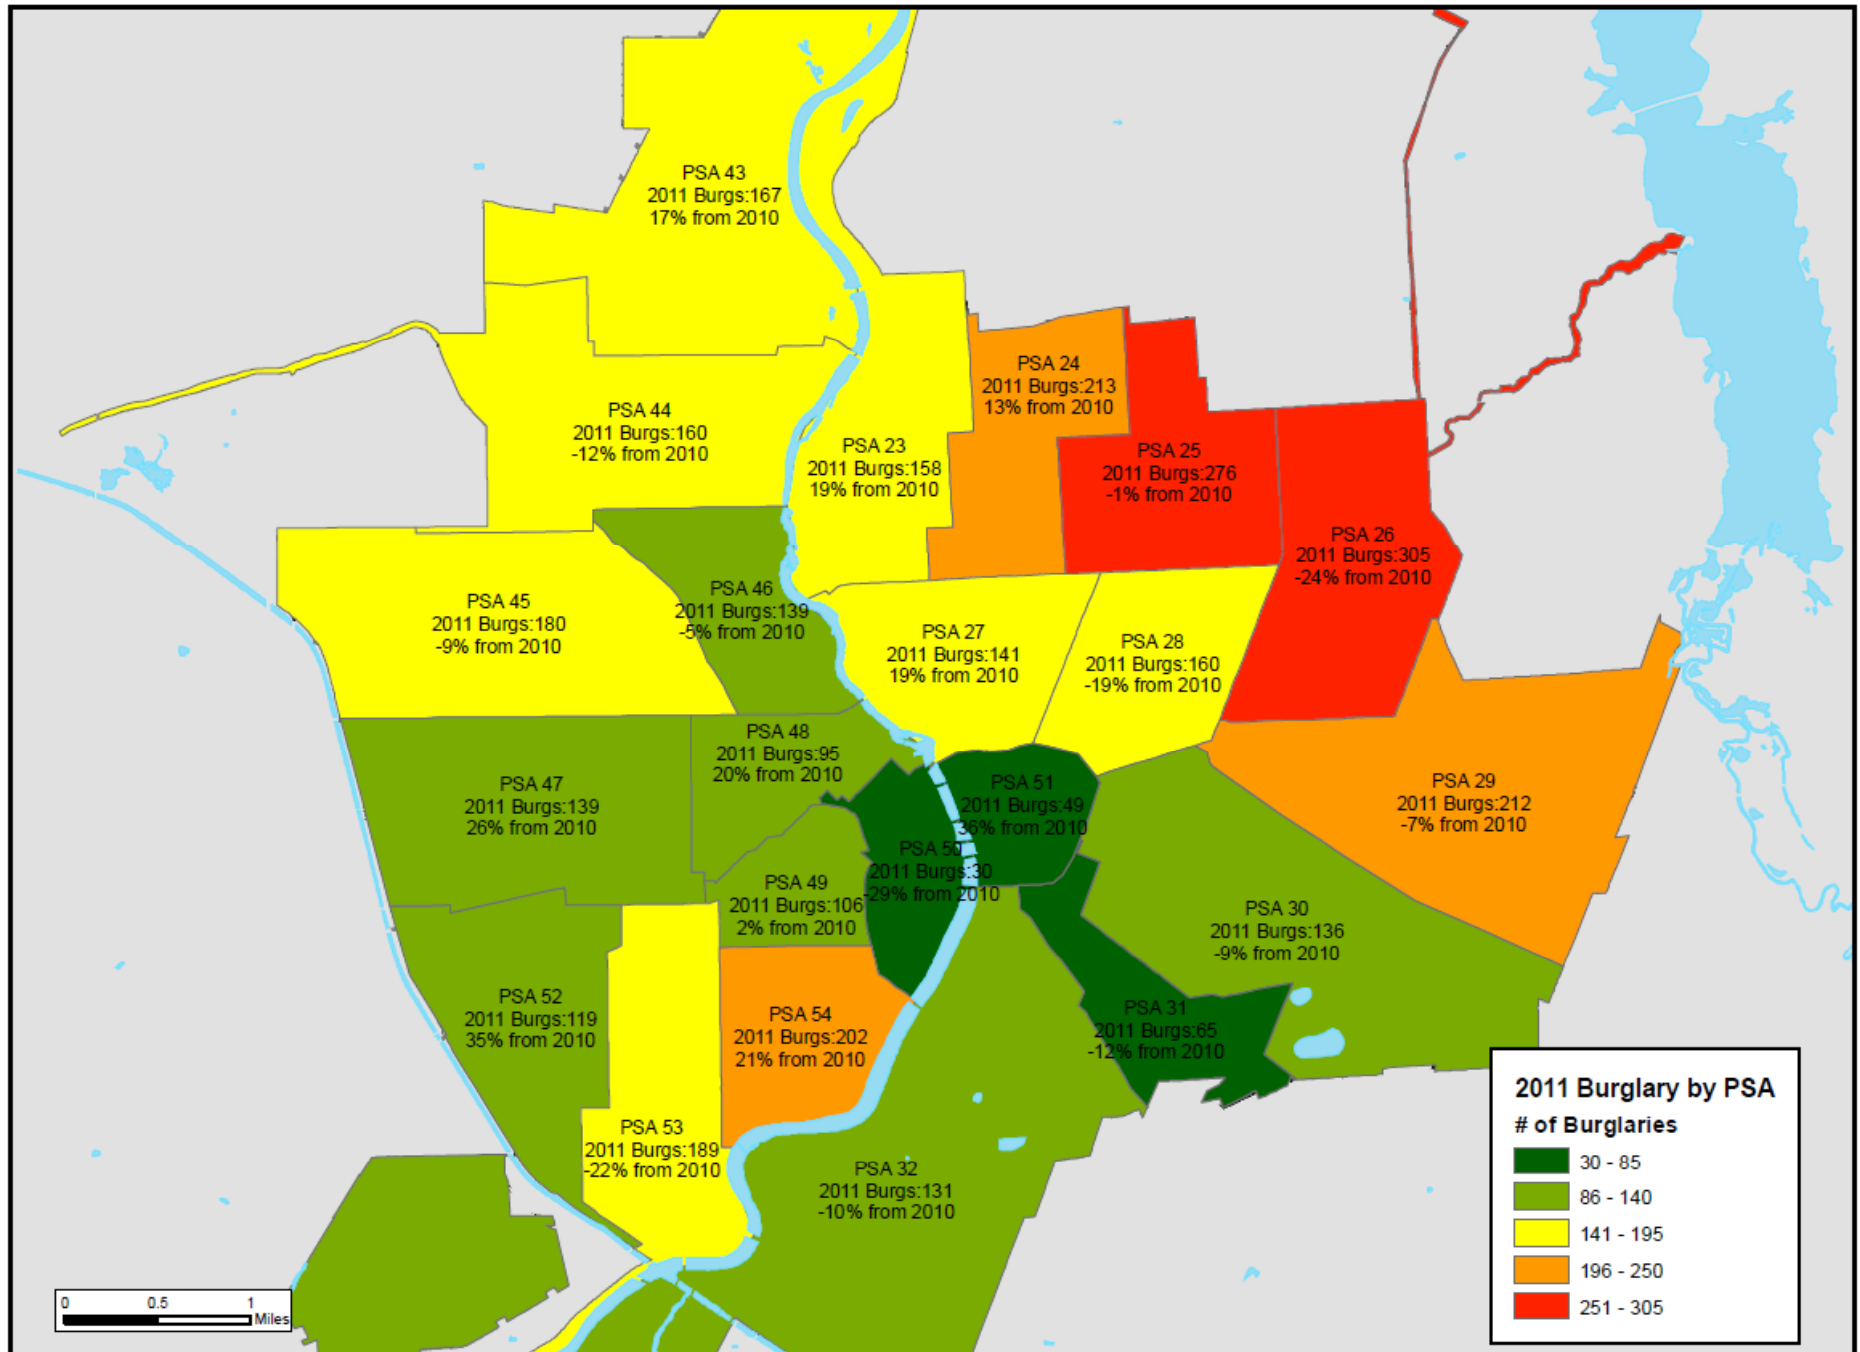 PSA 43
2011 Burgs:167
17% from 2010
PSA 24
2011 Burgs:213
13% from 2010
PSA 44
2011 Burgs:160
-12% from 2010
PSA 23
2011 Burgs:158
19% from 2010
PSA 25
2011 Burgs:276
-1% from 2010
PSA 26
2011 Burgs:305
-24% from 2010
PSA 45
2011 Burgs:180
-9% from 2010
PSA 46
2011 Burgs:139
-5% from 2010
PSA 27
2011 Burgs:141
19% from 2010
PSA 28
2011 Burgs:160
-19% from 2010
PSA 47
2011 Burgs:139
26% from 2010
PSA 48
2011 Burgs:95
20% from 2010
PSA 51
2011 Burgs:49
36% from 2010
PSA 29
2011 Burgs:212
-7% from 2010
PSA 50
2011 Burgs:30
-29% from 2010
PSA 49
2011 Burgs:106
2% from 2010
PSA 30
2011 Burgs:136
-9% from 2010
PSA 52
2011 Burgs:119
35% from 2010
PSA 54
2011 Burgs:202
21% from 2010
PSA 31
2011 Burgs:65
-12% from 2010
PSA 53
2011 Burgs:189
-22% from 2010
PSA 32
2011 Burgs:131
-10% from 2010
2011 Burglary by PSA
# of Burglaries
30 - 85
86 - 140
141 - 195
196 - 250
251 - 305
0 0.5 1
Miles